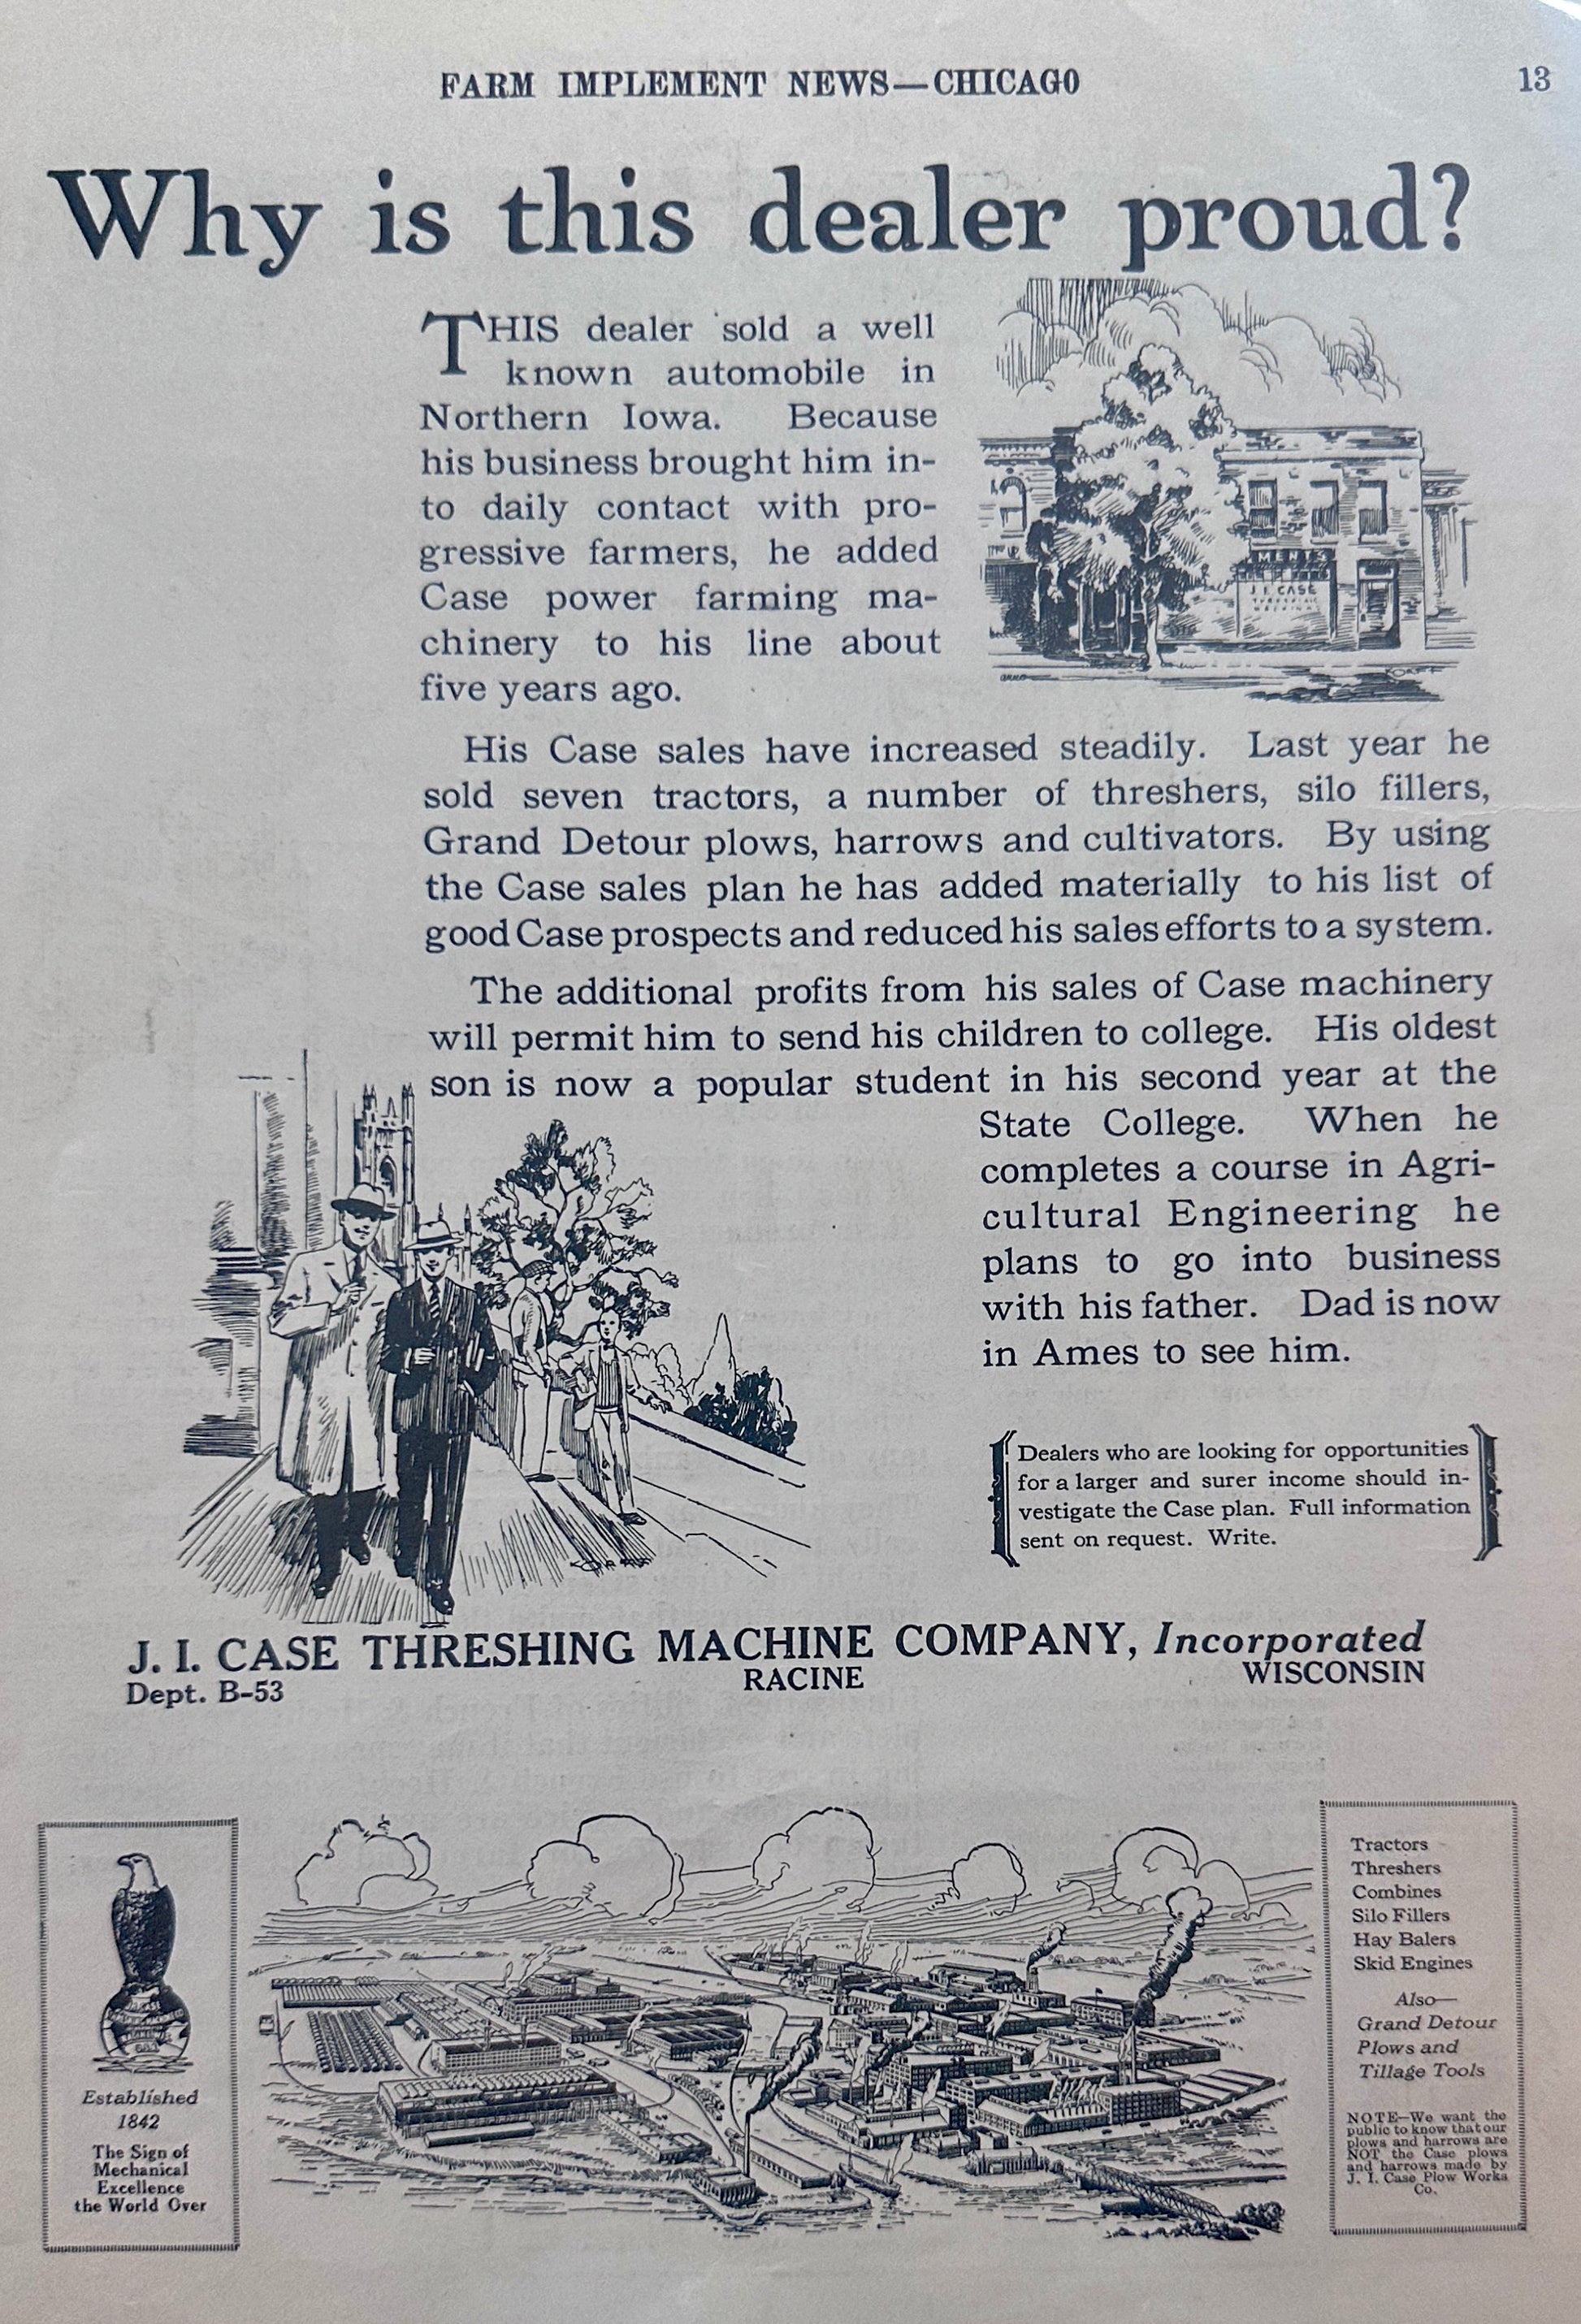 FARM IMPLEMENT NEWS—CHICAGO 13
Why is this dealer proud?
THIS dealer sold a well
known automobile in
Northern Iowa. Because
his business brought him in-
to daily contact with pro-
gressive farmers, he added
Case power farming ma-
chinery to his line about
five years ago.
MENTS
J. I. CASE
His Case sales have increased steadily. Last year he
sold seven tractors, a number of threshers, silo fillers,
Grand Detour plows, harrows and cultivators. By using
the Case sales plan he has added materially to his list of
good Case prospects and reduced his sales efforts to a system.
The additional profits from his sales of Case machinery
will permit him to send his children to college. His oldest
son is now a popular student in his second year at the
State College. When he
completes a course in Agri-
cultural Engineering he
plans to go into business
with his father. Dad is now
in Ames to see him.
Dealers who are looking for opportunities
for a larger and surer income should in-
vestigate the Case plan. Full information
sent on request. Write.
J. I. CASE THRESHING MACHINE COMPANY, Incorporated
Dept. B-53 RACINE WISCONSIN
Established
1842
The Sign of
Mechanical
Excellence
the World Over
Tractors
Threshers
Combines
Silo Fillers
Hay Balers
Skid Engines
Also—
Grand Detour
Plows and
Tillage Tools
NOTE—We want the
public to know that our
plows and harrows are
NOT the Case plows
and harrows made by
J. I. Case Plow Works
Co.